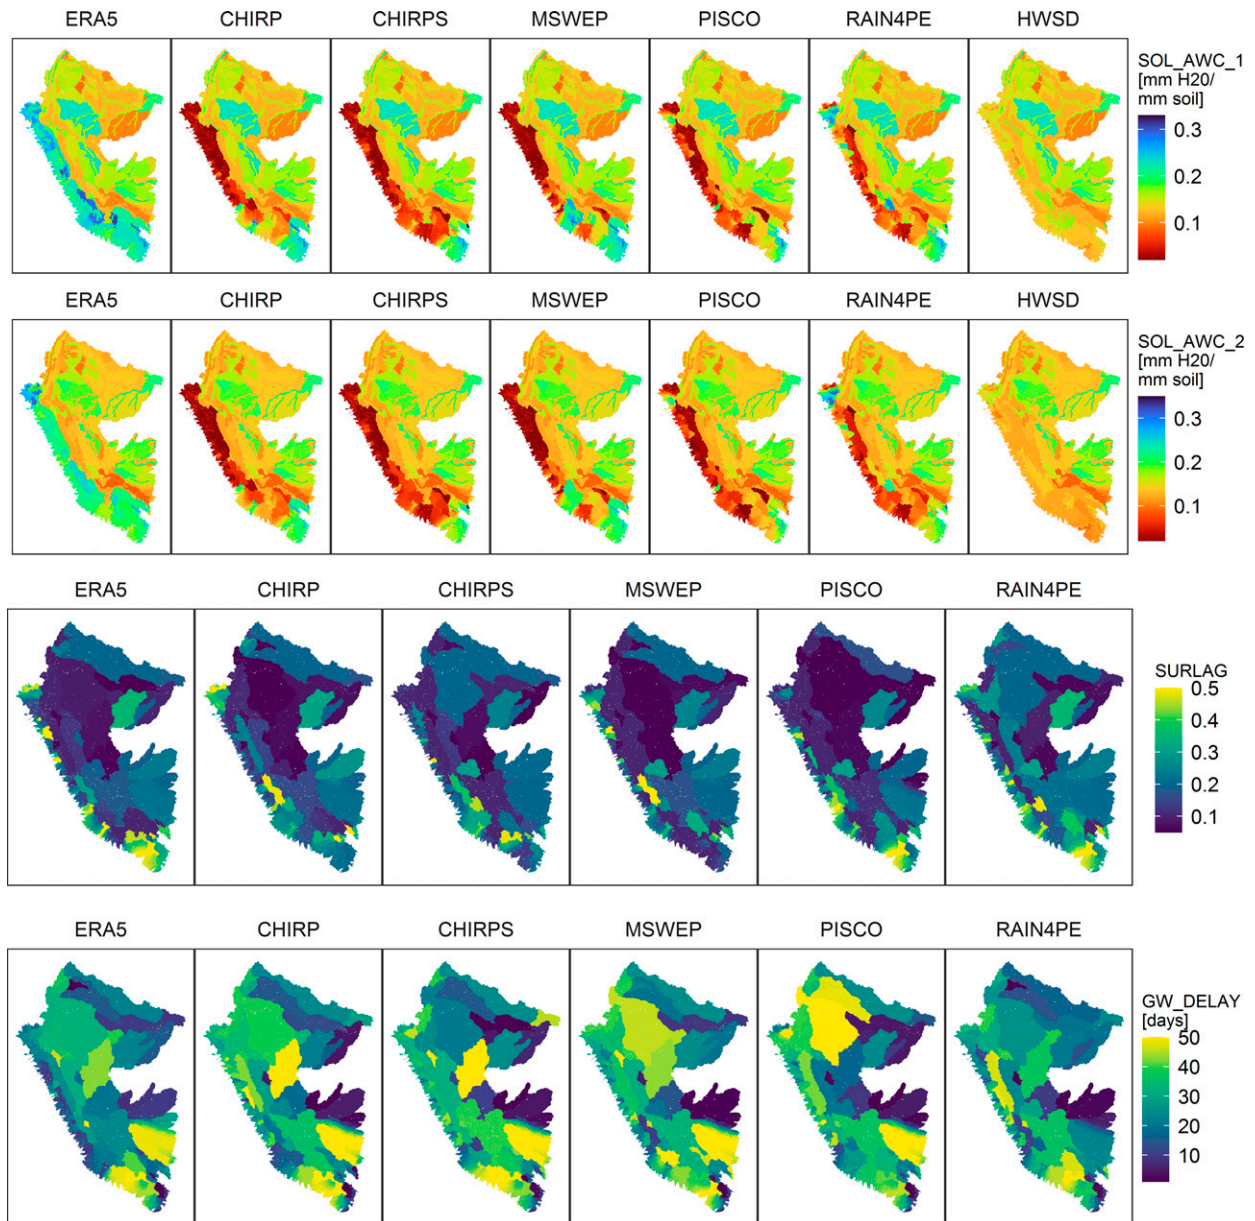 ERA5 CHIRP CHIRPS MSWEP PISCO RAIN4PE HWSD
SOL_AWC_1
[mm H20/
mm soil]
0.3
0.2
0.1
ERA5 CHIRP CHIRPS MSWEP PISCO RAIN4PE HWSD
SOL_AWC_2
[mm H20/
mm soil]
0.3
0.2
0.1
ERA5 CHIRP CHIRPS MSWEP PISCO RAIN4PE
SURLAG
0.5
0.4
0.3
0.2
0.1
ERA5 CHIRP CHIRPS MSWEP PISCO RAIN4PE
GW_DELAY
[days]
50
40
30
20
10